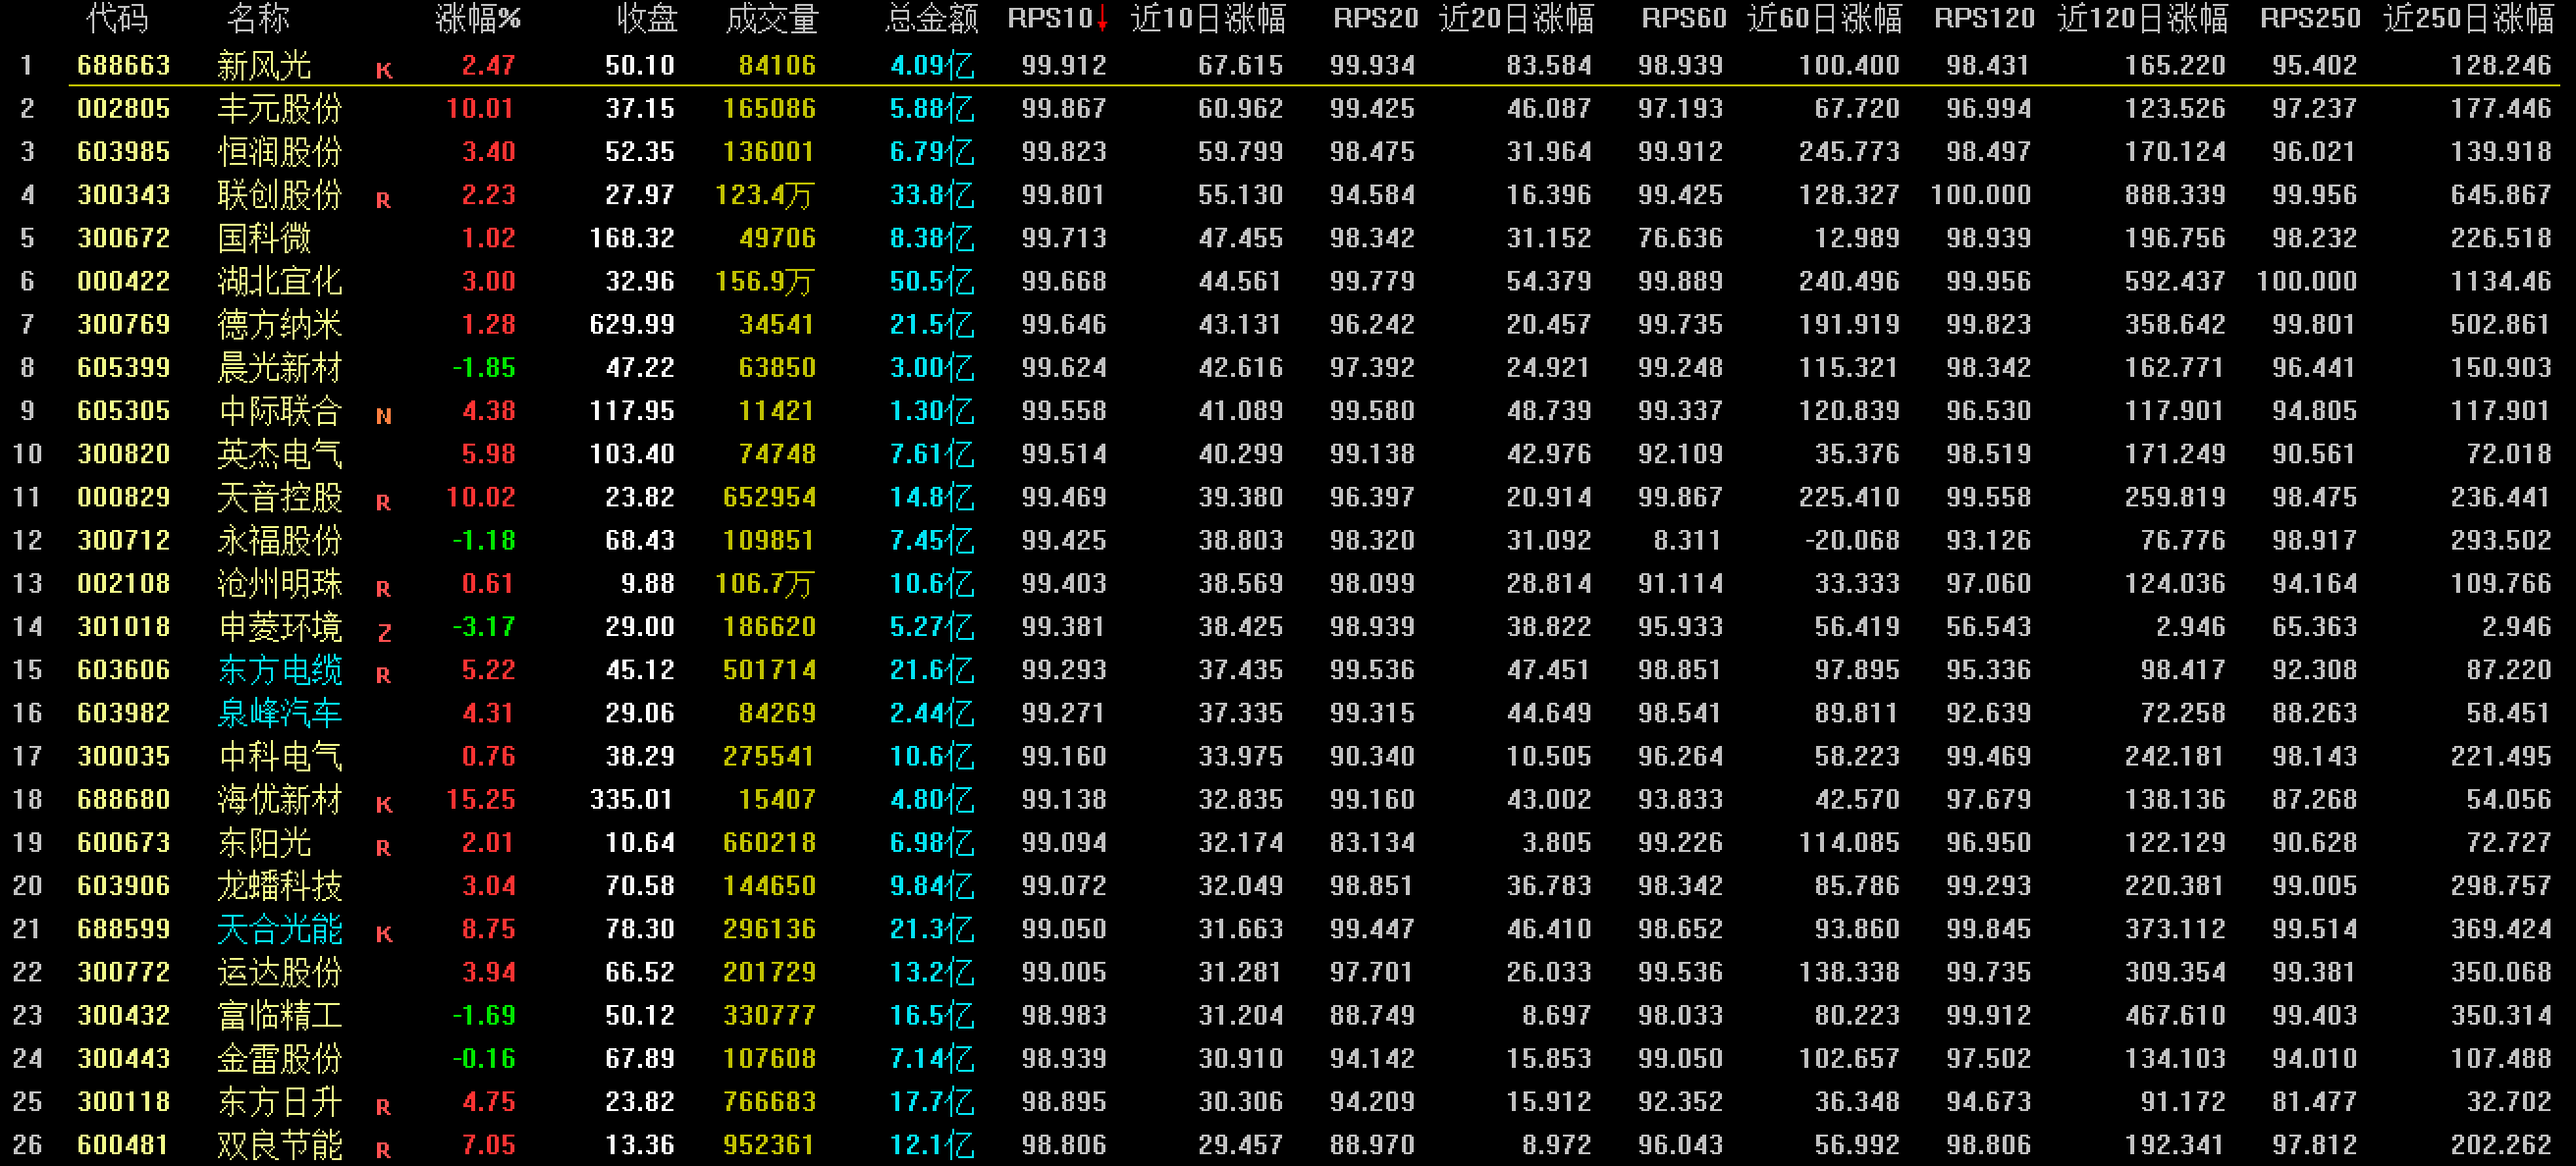 代码 名称 涨幅% 收盘 成交量 总金额 RPS10↓ 近10日涨幅 RPS20 近20日涨幅 RPS60 近60日涨幅 RPS120 近120日涨幅 RPS250 近250日涨幅
1 688663 新风光 K 2.47 50.10 84106 4.09亿 99.912 67.615 99.934 83.584 98.939 100.400 98.431 165.220 95.402 128.246
2 002805 丰元股份 10.01 37.15 165086 5.88亿 99.867 60.962 99.425 46.087 97.193 67.720 96.994 123.526 97.237 177.446
3 603985 恒润股份 3.40 52.35 136001 6.79亿 99.823 59.799 98.475 31.964 99.912 245.773 98.497 170.124 96.021 139.918
4 300343 联创股份 R 2.23 27.97 123.4万 33.8亿 99.801 55.130 94.584 16.396 99.425 128.327 100.000 888.339 99.956 645.867
5 300672 国科微 1.02 168.32 49706 8.38亿 99.713 47.455 98.342 31.152 76.636 12.989 98.939 196.756 98.232 226.518
6 000422 湖北宜化 3.00 32.96 156.9万 50.5亿 99.668 44.561 99.779 54.379 99.889 240.496 99.956 592.437 100.000 1134.46
7 300769 德方纳米 1.28 629.99 34541 21.5亿 99.646 43.131 96.242 20.457 99.735 191.919 99.823 358.642 99.801 502.861
8 605399 晨光新材 -1.85 47.22 63850 3.00亿 99.624 42.616 97.392 24.921 99.248 115.321 98.342 162.771 96.441 150.903
9 605305 中际联合 N 4.38 117.95 11421 1.30亿 99.558 41.089 99.580 48.739 99.337 120.839 96.530 117.901 94.805 117.901
10 300820 英杰电气 5.98 103.40 74748 7.61亿 99.514 40.299 99.138 42.976 92.109 35.376 98.519 171.249 90.561 72.018
11 000829 天音控股 R 10.02 23.82 652954 14.8亿 99.469 39.380 96.397 20.914 99.867 225.410 99.558 259.819 98.475 236.441
12 300712 永福股份 -1.18 68.43 109851 7.45亿 99.425 38.803 98.320 31.092 8.311 -20.068 93.126 76.776 98.917 293.502
13 002108 沧州明珠 R 0.61 9.88 106.7万 10.6亿 99.403 38.569 98.099 28.814 91.114 33.333 97.060 124.036 94.164 109.766
14 301018 申菱环境 Z -3.17 29.00 186620 5.27亿 99.381 38.425 98.939 38.822 95.933 56.419 56.543 2.946 65.363 2.946
15 603606 东方电缆 R 5.22 45.12 501714 21.6亿 99.293 37.435 99.536 47.451 98.851 97.895 95.336 98.417 92.308 87.220
16 603982 泉峰汽车 4.31 29.06 84269 2.44亿 99.271 37.335 99.315 44.649 98.541 89.811 92.639 72.258 88.263 58.451
17 300035 中科电气 0.76 38.29 275541 10.6亿 99.160 33.975 90.340 10.505 96.264 58.223 99.469 242.181 98.143 221.495
18 688680 海优新材 K 15.25 335.01 15407 4.80亿 99.138 32.835 99.160 43.002 93.833 42.570 97.679 138.136 87.268 54.056
19 600673 东阳光 R 2.01 10.64 660218 6.98亿 99.094 32.174 83.134 3.805 99.226 114.085 96.950 122.129 90.628 72.727
20 603906 龙蟠科技 3.04 70.58 144650 9.84亿 99.072 32.049 98.851 36.783 98.342 85.786 99.293 220.381 99.005 298.757
21 688599 天合光能 K 8.75 78.30 296136 21.3亿 99.050 31.663 99.447 46.410 98.652 93.860 99.845 373.112 99.514 369.424
22 300772 运达股份 3.94 66.52 201729 13.2亿 99.005 31.281 97.701 26.033 99.536 138.338 99.735 309.354 99.381 350.068
23 300432 富临精工 -1.69 50.12 330777 16.5亿 98.983 31.204 88.749 8.697 98.033 80.223 99.912 467.610 99.403 350.314
24 300443 金雷股份 -0.16 67.89 107608 7.14亿 98.939 30.910 94.142 15.853 99.050 102.657 97.502 134.103 94.010 107.488
25 300118 东方日升 R 4.75 23.82 766683 17.7亿 98.895 30.306 94.209 15.912 92.352 36.348 94.673 91.172 81.477 32.702
26 600481 双良节能 R 7.05 13.36 952361 12.1亿 98.806 29.457 88.970 8.972 96.043 56.992 98.806 192.341 97.812 202.262